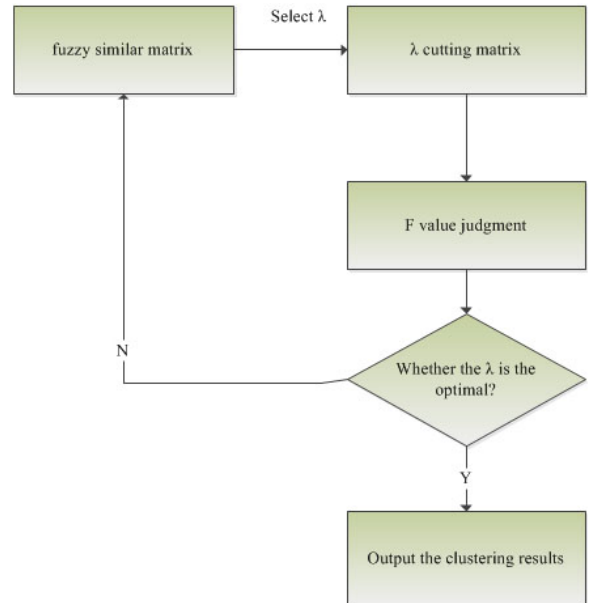 Select λ
fuzzy similar matrix
λ cutting matrix
F value judgment
Whether the λ is the
optimal?
N
Y
Output the clustering results